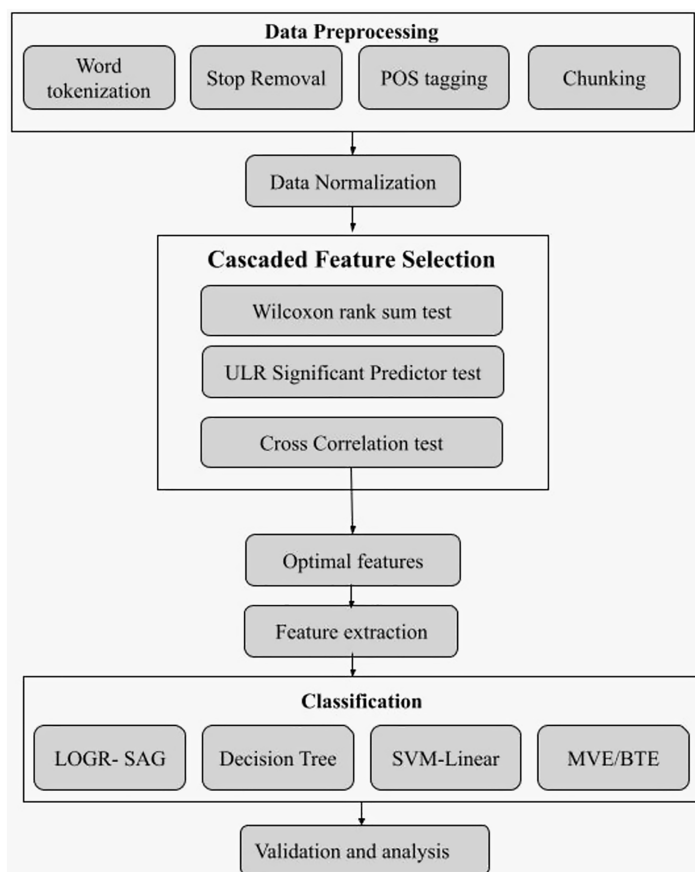 Data Preprocessing
Word
tokenization
Stop Removal
POS tagging
Chunking
Data Normalization
Cascaded Feature Selection
Wilcoxon rank sum test
ULR Significant Predictor test
Cross Correlation test
Optimal features
Feature extraction
Classification
LOGR- SAG
Decision Tree
SVM-Linear
MVE/BTE
Validation and analysis